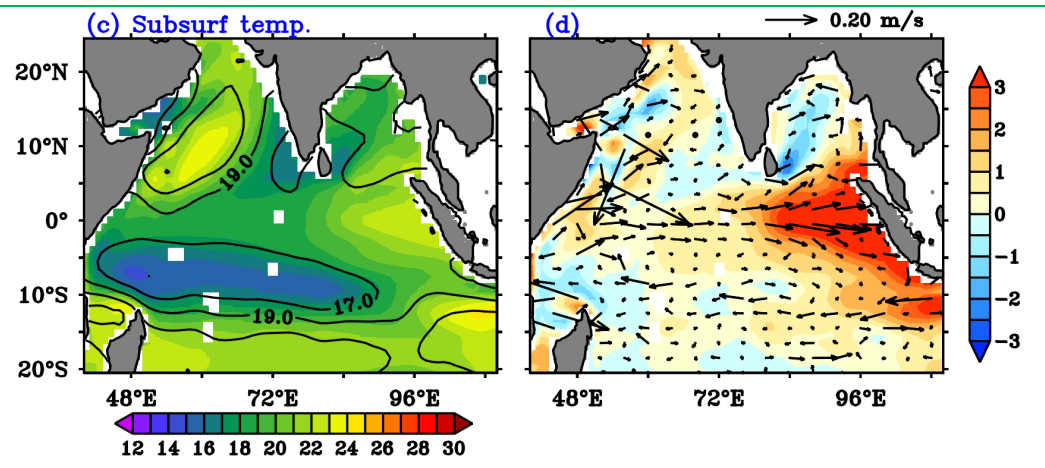 (c) Subsurf temp.
(d)
0.20 m/s
20°N
10°N
0°
10°S
20°S
19.0
17.0
19.0
48°E 72°E 96°E
48°E 72°E 96°E
12 14 16 18 20 22 24 26 28 30
3
2
1
0
−1
−2
−3